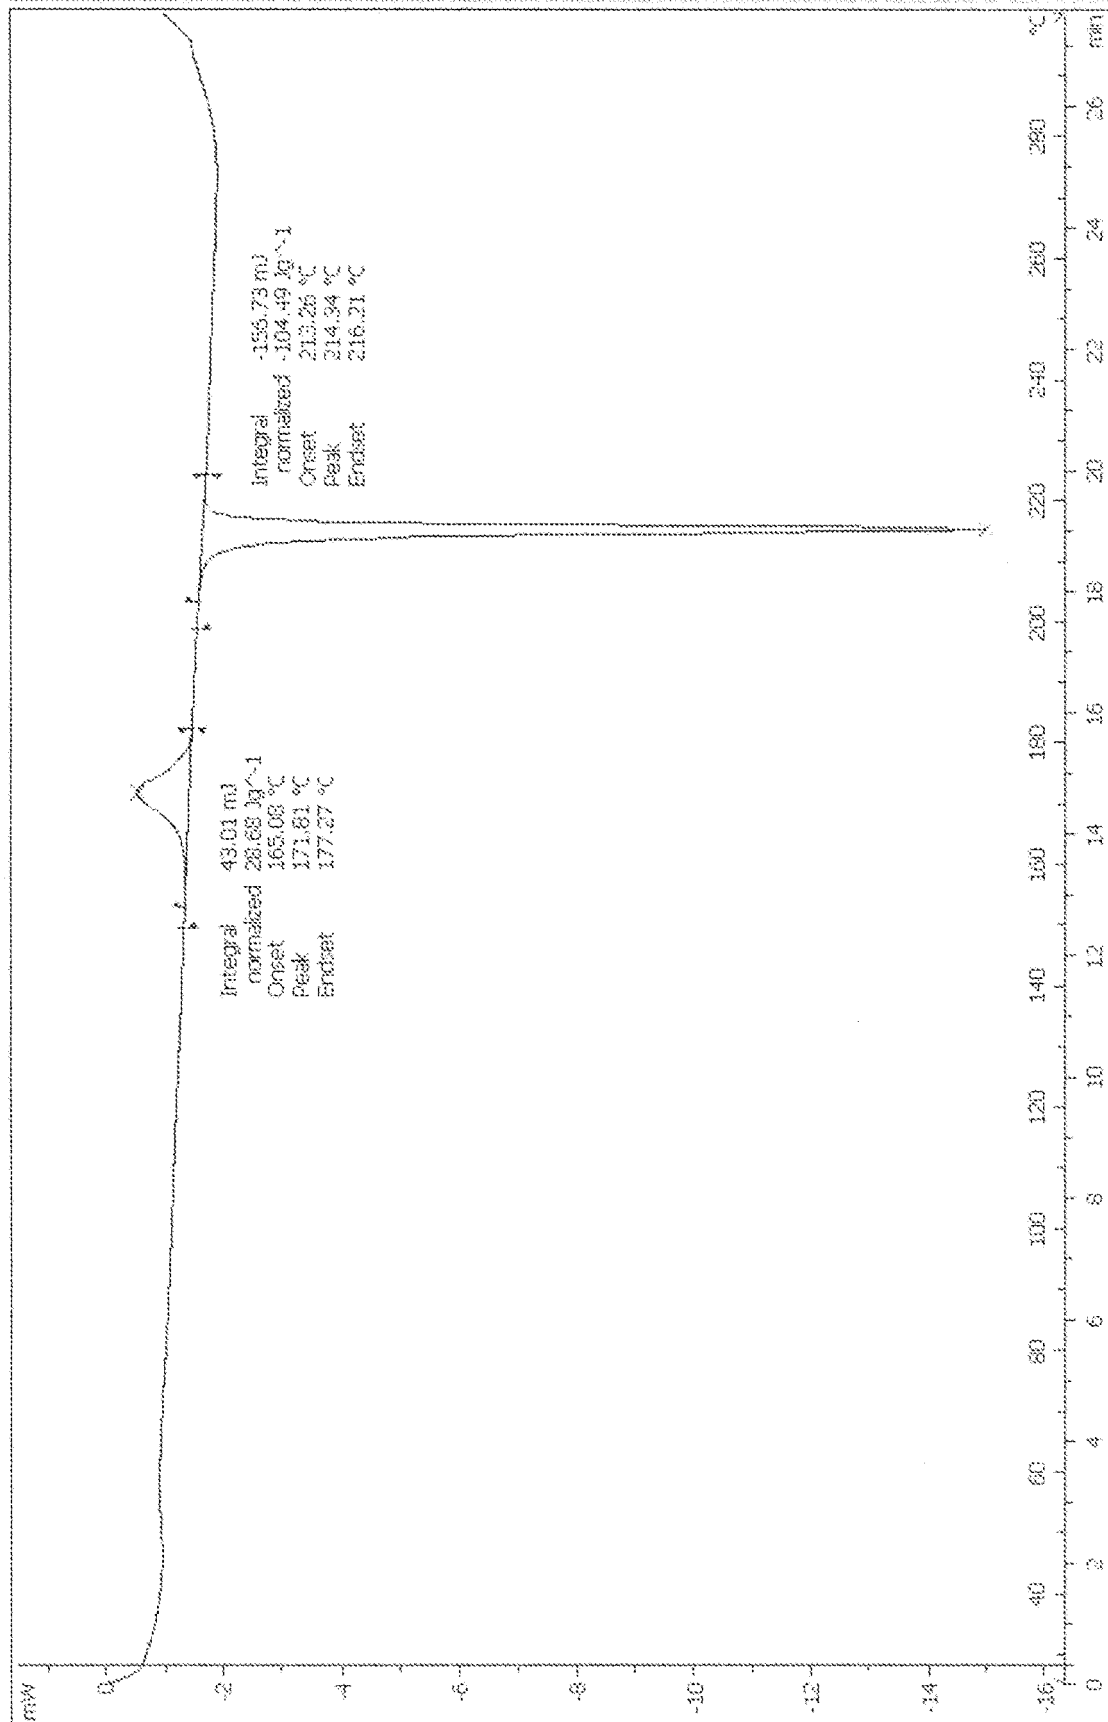 mW
0
-2
-4
-6
-8
-10
-12
-14
-16
Integral 43.01 mJ
normalized 28.68 Jg^-1
Onset 165.08 °C
Peak 171.81 °C
Endset 177.27 °C
Integral -156.73 mJ
normalized -104.49 Jg^-1
Onset 213.26 °C
Peak 214.34 °C
Endset 216.21 °C
40 60 80 100 120 140 160 180 200 220 240 260 280 °C
0 2 4 6 8 10 12 14 16 18 20 22 24 26 min